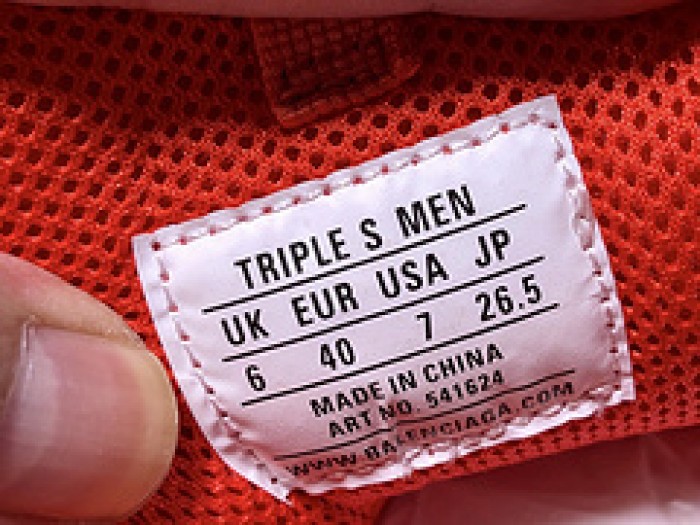 TRIPLE S MEN
UK EUR USA JP
6 40 7 26.5
MADE IN CHINA
ART NO. 541624
WWW.BALENCIAGA.COM